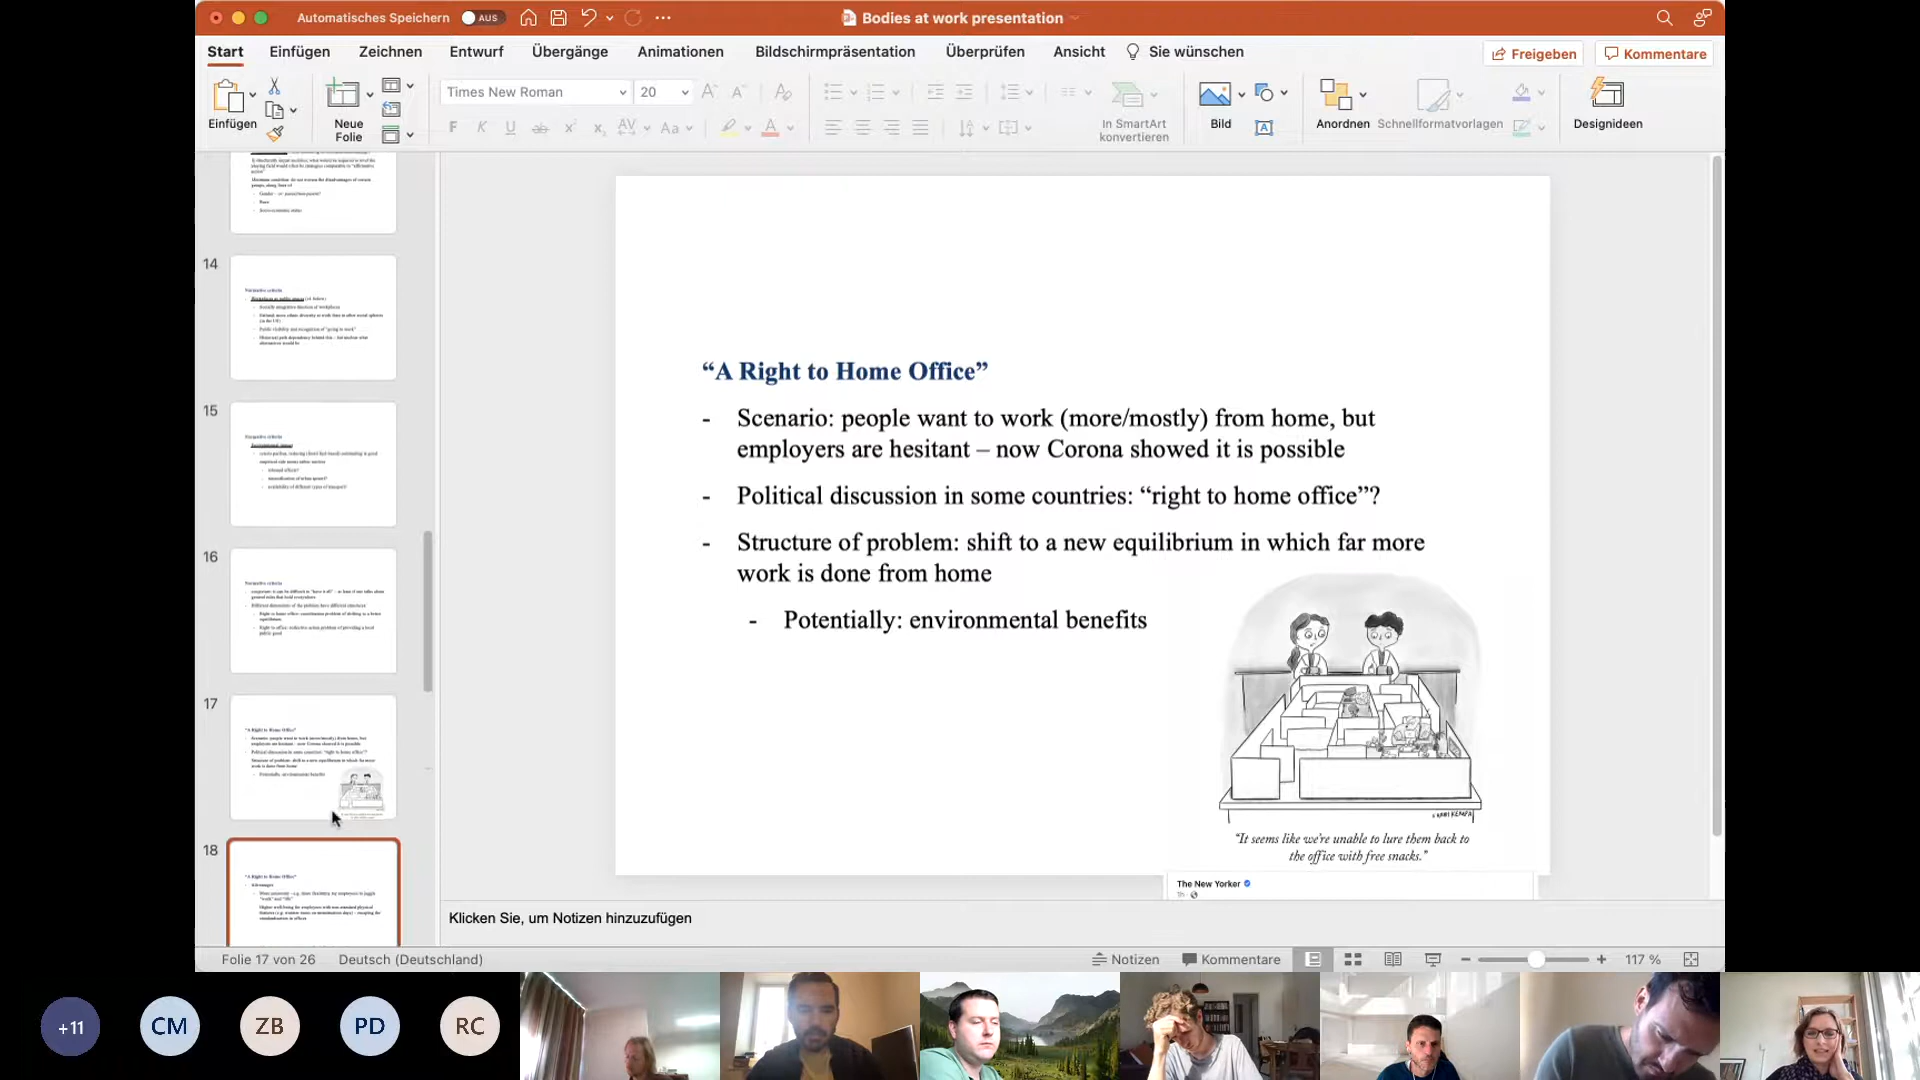 Automatisches Speichern AUS
Bodies at work presentation
Start Einfügen Zeichnen Entwurf Übergänge Animationen Bildschirmpräsentation Überprüfen Ansicht Sie wünschen
Freigeben Kommentare
Einfügen
Neue
Folie
Times New Roman 20
In SmartArt
konvertieren
Bild
Anordnen
Schnellformatvorlagen
Designideen
14
15
16
17
18
“A Right to Home Office”
- Scenario: people want to work (more/mostly) from home, but
employers are hesitant – now Corona showed it is possible
- Political discussion in some countries: “right to home office”?
- Structure of problem: shift to a new equilibrium in which far more
work is done from home
- Potentially: environmental benefits
“It seems like we’re unable to lure them back to
the office with free snacks.”
The New Yorker
1h
Klicken Sie, um Notizen hinzuzufügen
Folie 17 von 26 Deutsch (Deutschland)
Notizen Kommentare 117 %
+11 CM ZB PD RC